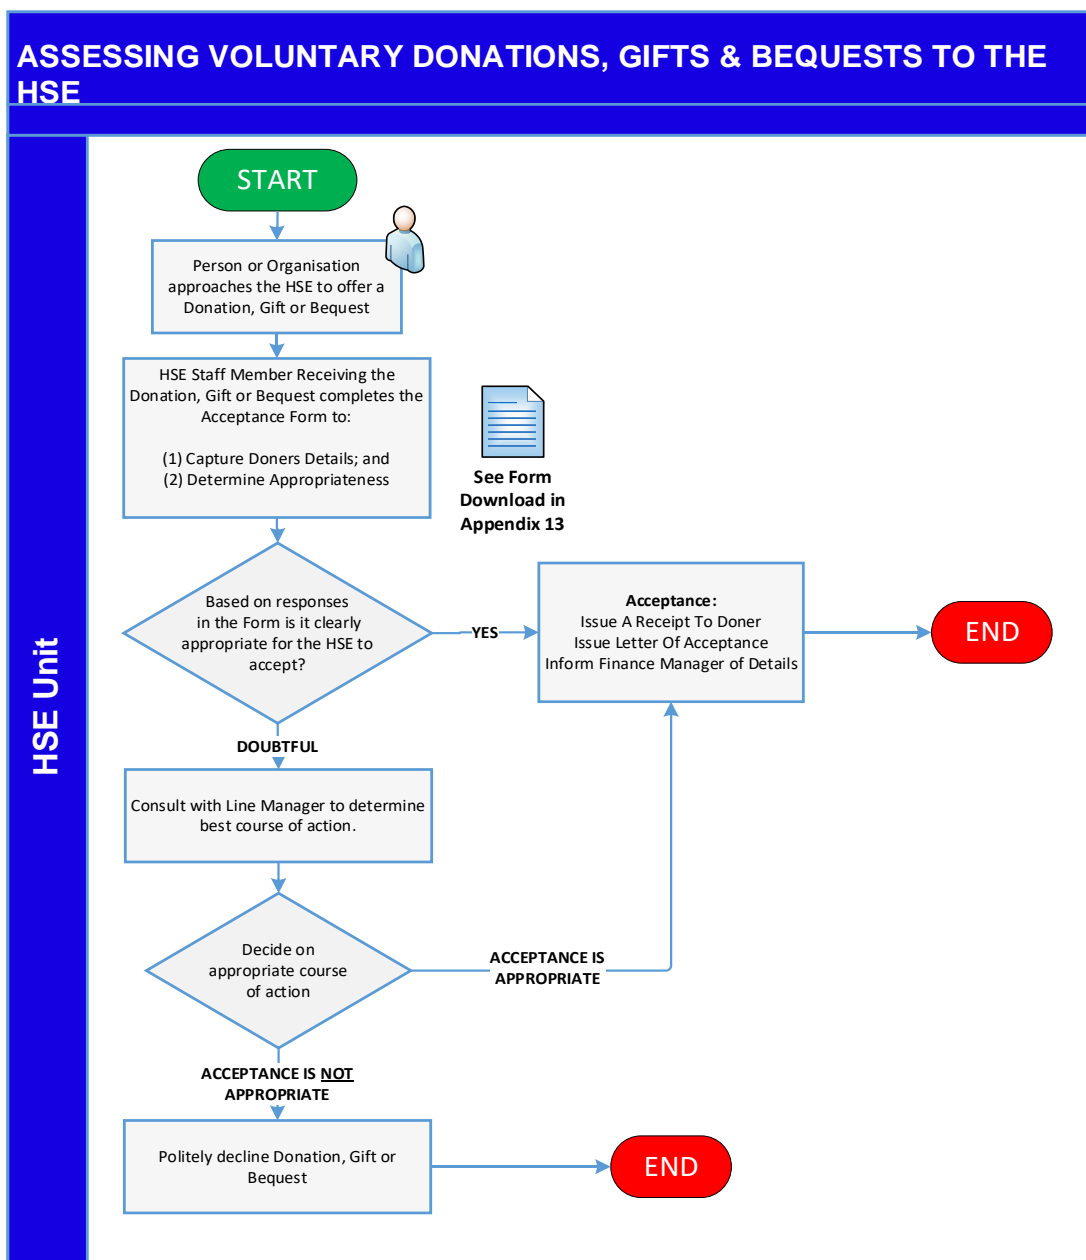 ASSESSING VOLUNTARY DONATIONS, GIFTS & BEQUESTS TO THE
HSE
HSE Unit
START
Person or Organisation
approaches the HSE to offer a
Donation, Gift or Bequest
HSE Staff Member Receiving the
Donation, Gift or Bequest completes the
Acceptance Form to:
(1) Capture Doners Details; and
(2) Determine Appropriateness
See Form
Download in
Appendix 13
Based on responses
in the Form is it clearly
appropriate for the HSE to
accept?
YES
Acceptance:
Issue A Receipt To Doner
Issue Letter Of Acceptance
Inform Finance Manager of Details
END
DOUBTFUL
Consult with Line Manager to determine
best course of action.
Decide on
appropriate course
of action
ACCEPTANCE IS
APPROPRIATE
ACCEPTANCE IS NOT
APPROPRIATE
Politely decline Donation, Gift or
Bequest
END